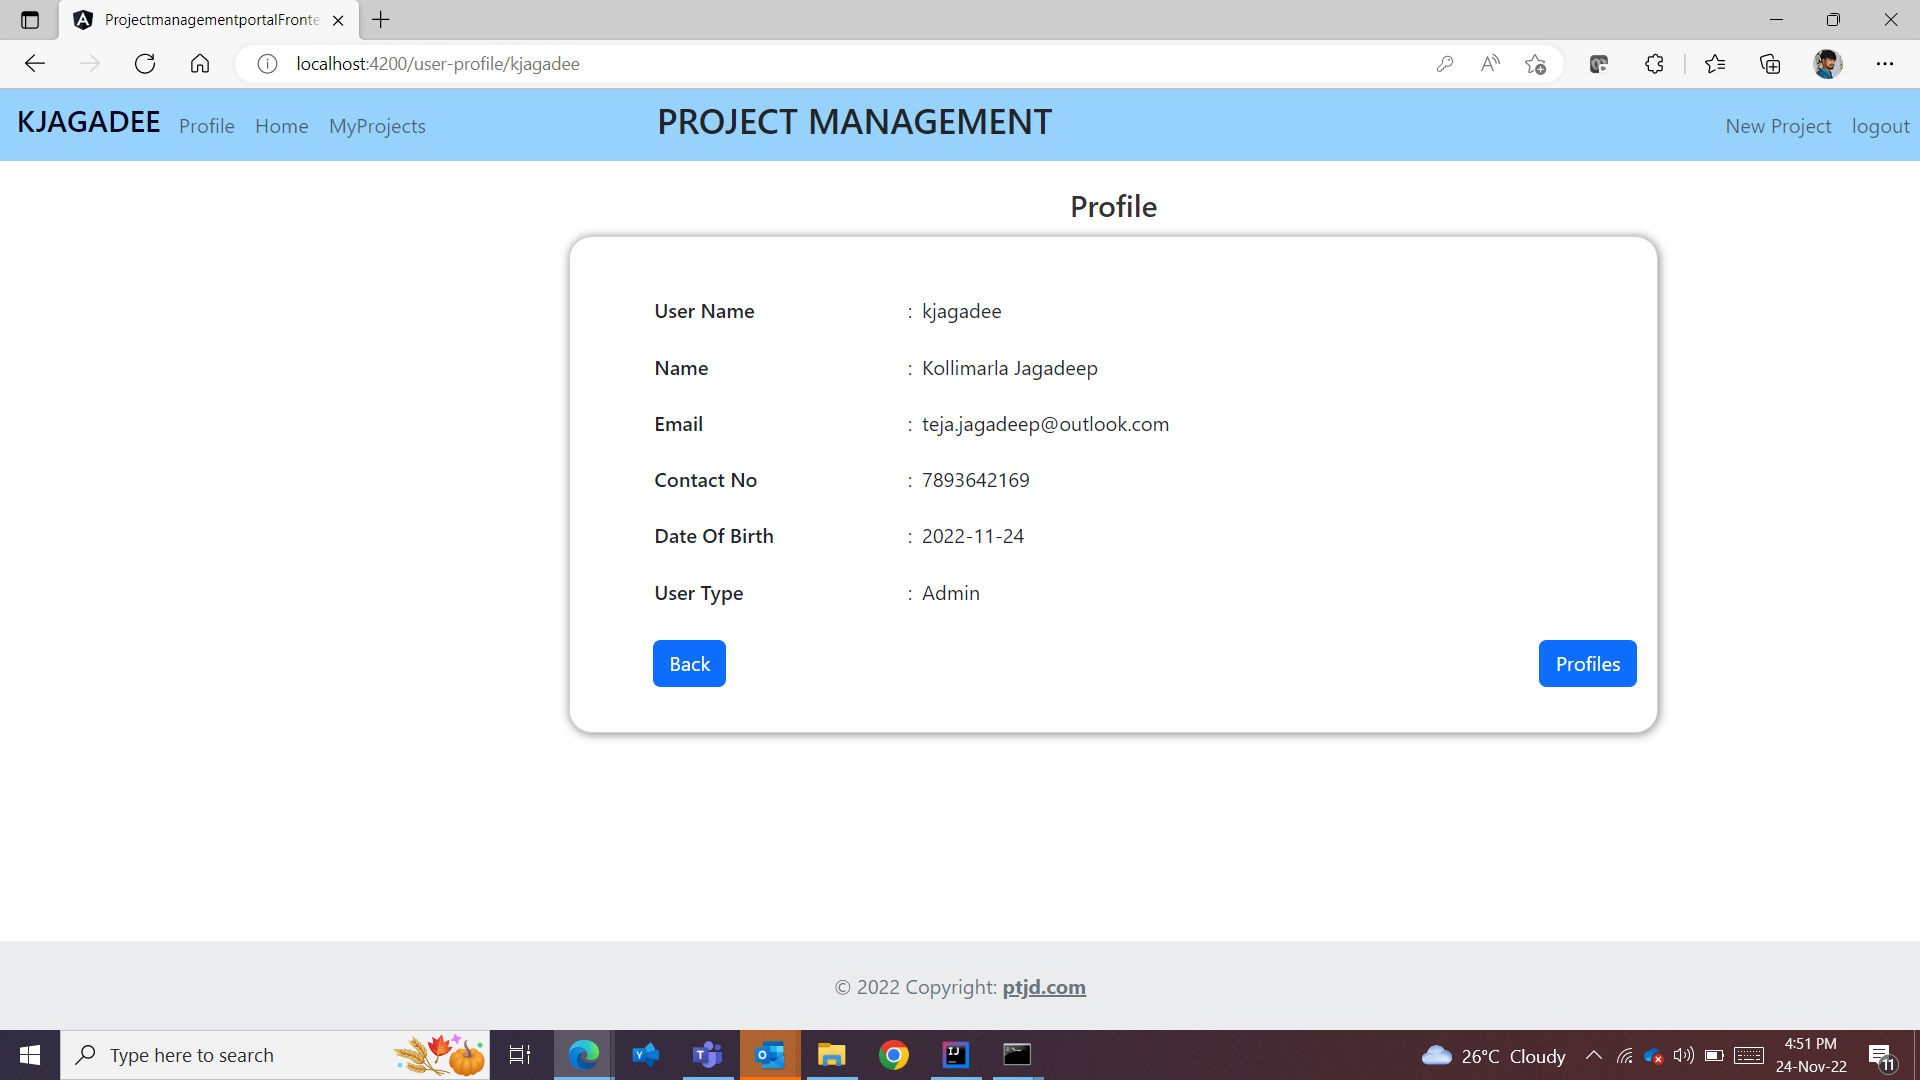 ProjectmanagementportalFronte
localhost:4200/user-profile/kjagadee
KJAGADEE Profile Home MyProjects PROJECT MANAGEMENT New Project logout
Profile
User Name : kjagadee
Name : Kollimarla Jagadeep
Email : teja.jagadeep@outlook.com
Contact No : 7893642169
Date Of Birth : 2022-11-24
User Type : Admin
Back Profiles
© 2022 Copyright: ptjd.com
Type here to search
26°C Cloudy
4:51 PM
24-Nov-22
11